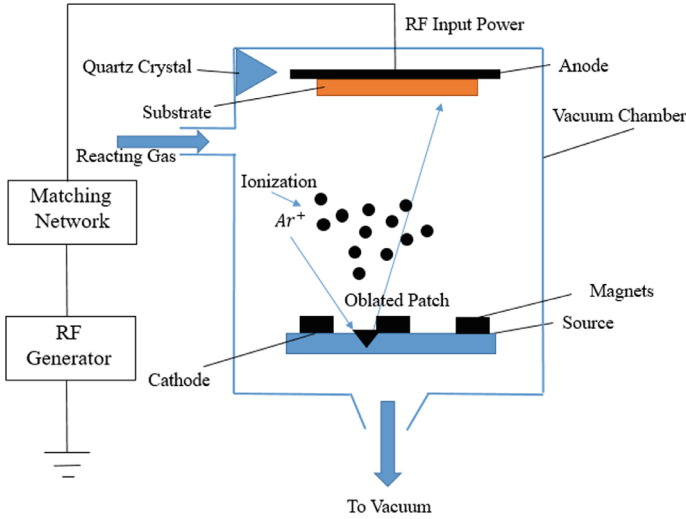 RF Input Power
Quartz Crystal
Anode
Substrate
Vacuum Chamber
Reacting Gas
Ionization
Matching
Network
Ar⁺
Oblated Patch
Magnets
Source
RF
Generator
Cathode
To Vacuum